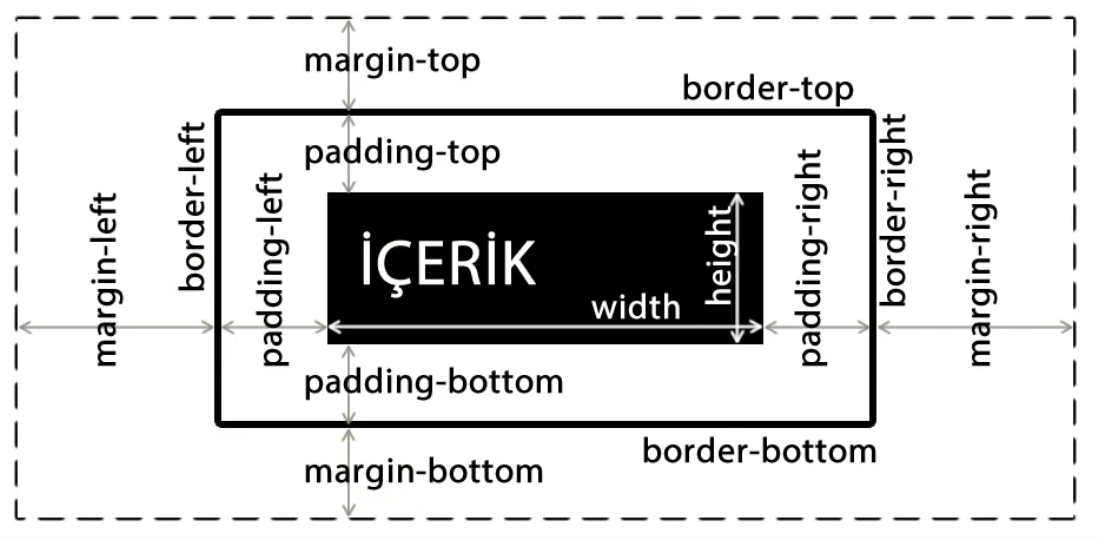 margin-top
border-top
padding-top
border-left
border-right
margin-left
padding-left
İÇERİK
height
padding-right
margin-right
width
padding-bottom
border-bottom
margin-bottom